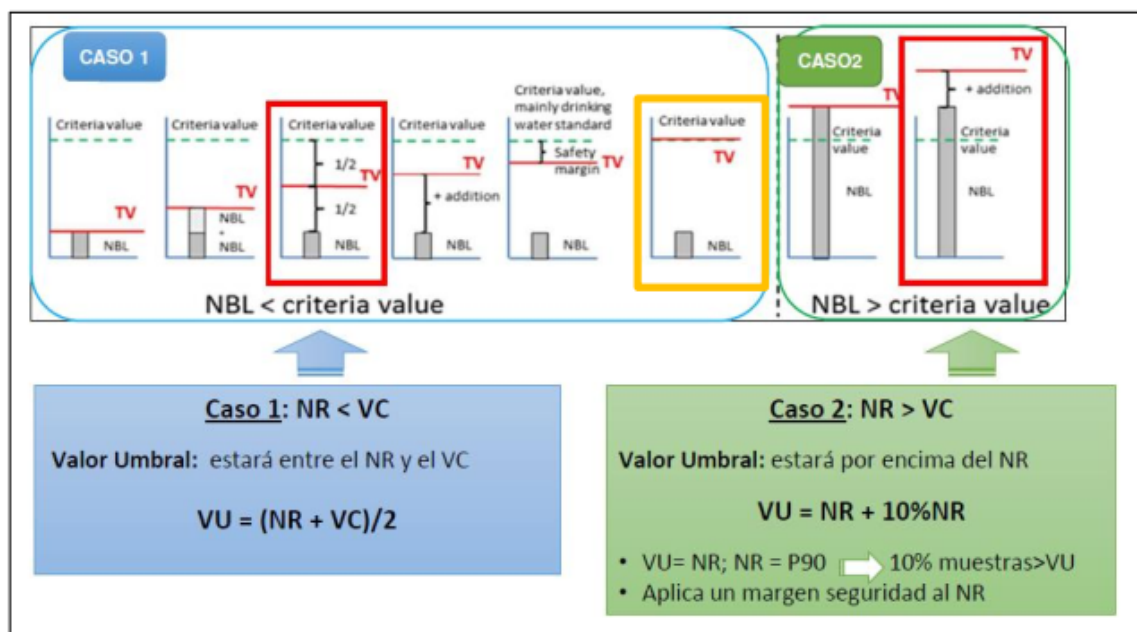 CASO 1
Criteria value
TV
NBL
Criteria value
TV
NBL
+
NBL
Criteria value
1/2
TV
1/2
NBL
Criteria value
TV
+ addition
NBL
Criteria value,
mainly drinking
water standard
Safety
margin
TV
NBL
Criteria value
TV
NBL
NBL < criteria value
CASO2
TV
Criteria
value
NBL
TV
+ addition
Criteria
value
NBL
NBL > criteria value
Caso 1: NR < VC
Valor Umbral: estará entre el NR y el VC
VU = (NR + VC)/2
Caso 2: NR > VC
Valor Umbral: estará por encima del NR
VU = NR + 10%NR
• VU= NR; NR = P90 10% muestras>VU
• Aplica un margen seguridad al NR